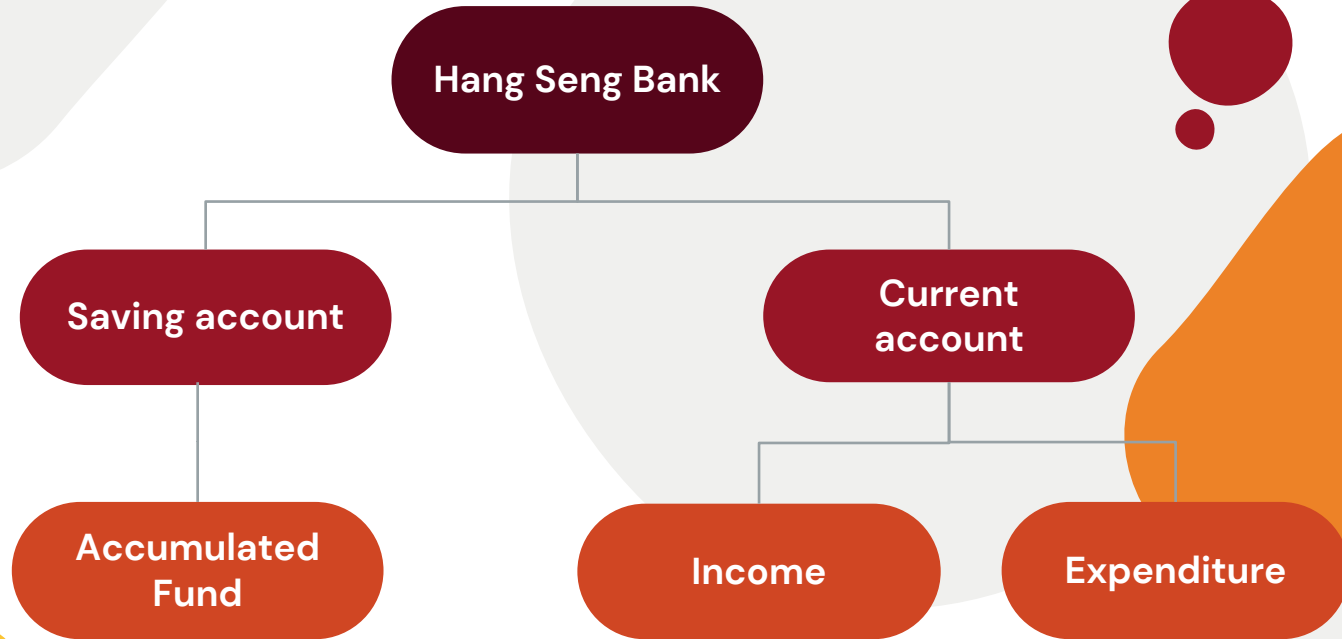 Hang Seng Bank
Saving account
Current
account
Accumulated
Fund
Income
Expenditure